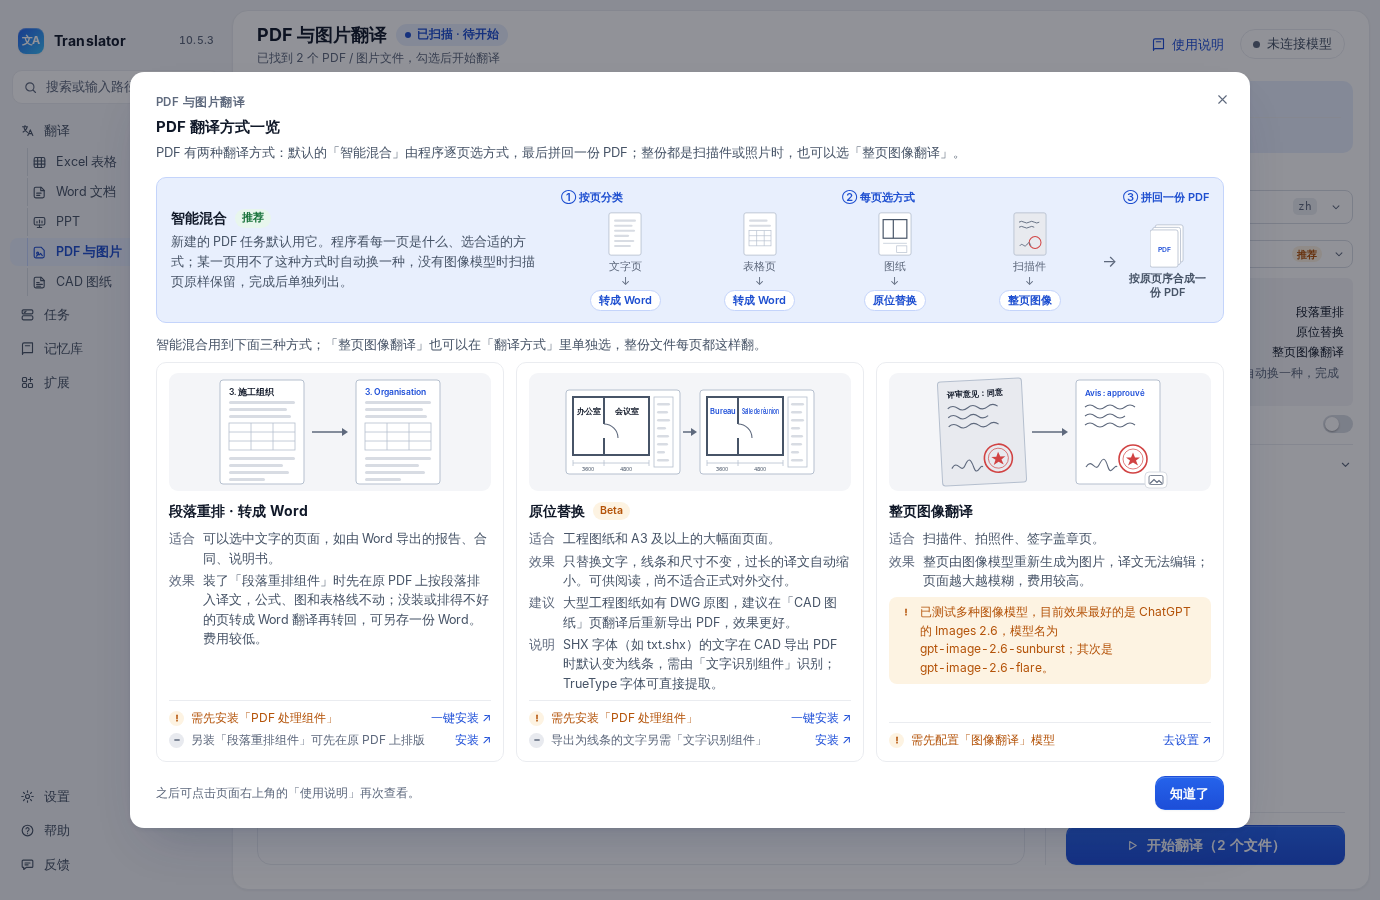 文A Translator 10.5.3
搜索或输入路径
翻译
Excel 表格
Word 文档
PPT
PDF 与图片
CAD 图纸
任务
记忆库
扩展
设置
帮助
反馈
PDF 与图片翻译 已扫描 · 待开始
已找到 2 个 PDF / 图片文件，勾选后开始翻译
使用说明 未连接模型
PDF 与图片翻译
PDF 翻译方式一览
PDF 有两种翻译方式：默认的「智能混合」由程序逐页选方式，最后拼回一份 PDF；整份都是扫描件或照片时，也可以选「整页图像翻译」。
智能混合 推荐
新建的 PDF 任务默认用它。程序看每一页是什么、选合适的方
式；某一页用不了这种方式时自动换一种，没有图像模型时扫描
页原样保留，完成后单独列出。
① 按页分类 ② 每页选方式 ③ 拼回一份 PDF
PDF
文字页 表格页 图纸 扫描件
转成 Word 转成 Word 原位替换 整页图像
按原页序合成一
份 PDF
智能混合用到下面三种方式；「整页图像翻译」也可以在「翻译方式」里单独选，整份文件每页都这样翻。
3. 施工组织 3. Organisation
段落重排 · 转成 Word
适合 可以选中文字的页面，如由 Word 导出的报告、合
同、说明书。
效果 装了「段落重排组件」时先在原 PDF 上按段落排
入译文，公式、图和表格线不动；没装或排得不好
的页转成 Word 翻译再转回，可另存一份 Word。
费用较低。
! 需先安装「PDF 处理组件」 一键安装
另装「段落重排组件」可先在原 PDF 上排版 安装
办公室 会议室 Bureau Salle de réunion
3600 4800 3600 4800
原位替换 Beta
适合 工程图纸和 A3 及以上的大幅面页面。
效果 只替换文字，线条和尺寸不变，过长的译文自动缩
小。可供阅读，尚不适合正式对外交付。
建议 大型工程图纸如有 DWG 原图，建议在「CAD 图
纸」页翻译后重新导出 PDF，效果更好。
说明 SHX 字体（如 txt.shx）的文字在 CAD 导出 PDF
时默认变为线条，需由「文字识别组件」识别；
TrueType 字体可直接提取。
! 需先安装「PDF 处理组件」 一键安装
导出为线条的文字另需「文字识别组件」 安装
评审意见：同意 Avis : approuvé
整页图像翻译
适合 扫描件、拍照件、签字盖章页。
效果 整页由图像模型重新生成为图片，译文无法编辑；
页面越大越模糊，费用较高。
! 已测试多种图像模型，目前效果最好的是 ChatGPT
的 Images 2.6，模型名为
gpt-image-2.6-sunburst；其次是
gpt-image-2.6-flare。
! 需先配置「图像翻译」模型 去设置
之后可点击页面右上角的「使用说明」再次查看。
知道了
zh
推荐
段落重排
原位替换
整页图像翻译
自动换一种，完成
开始翻译（2 个文件）